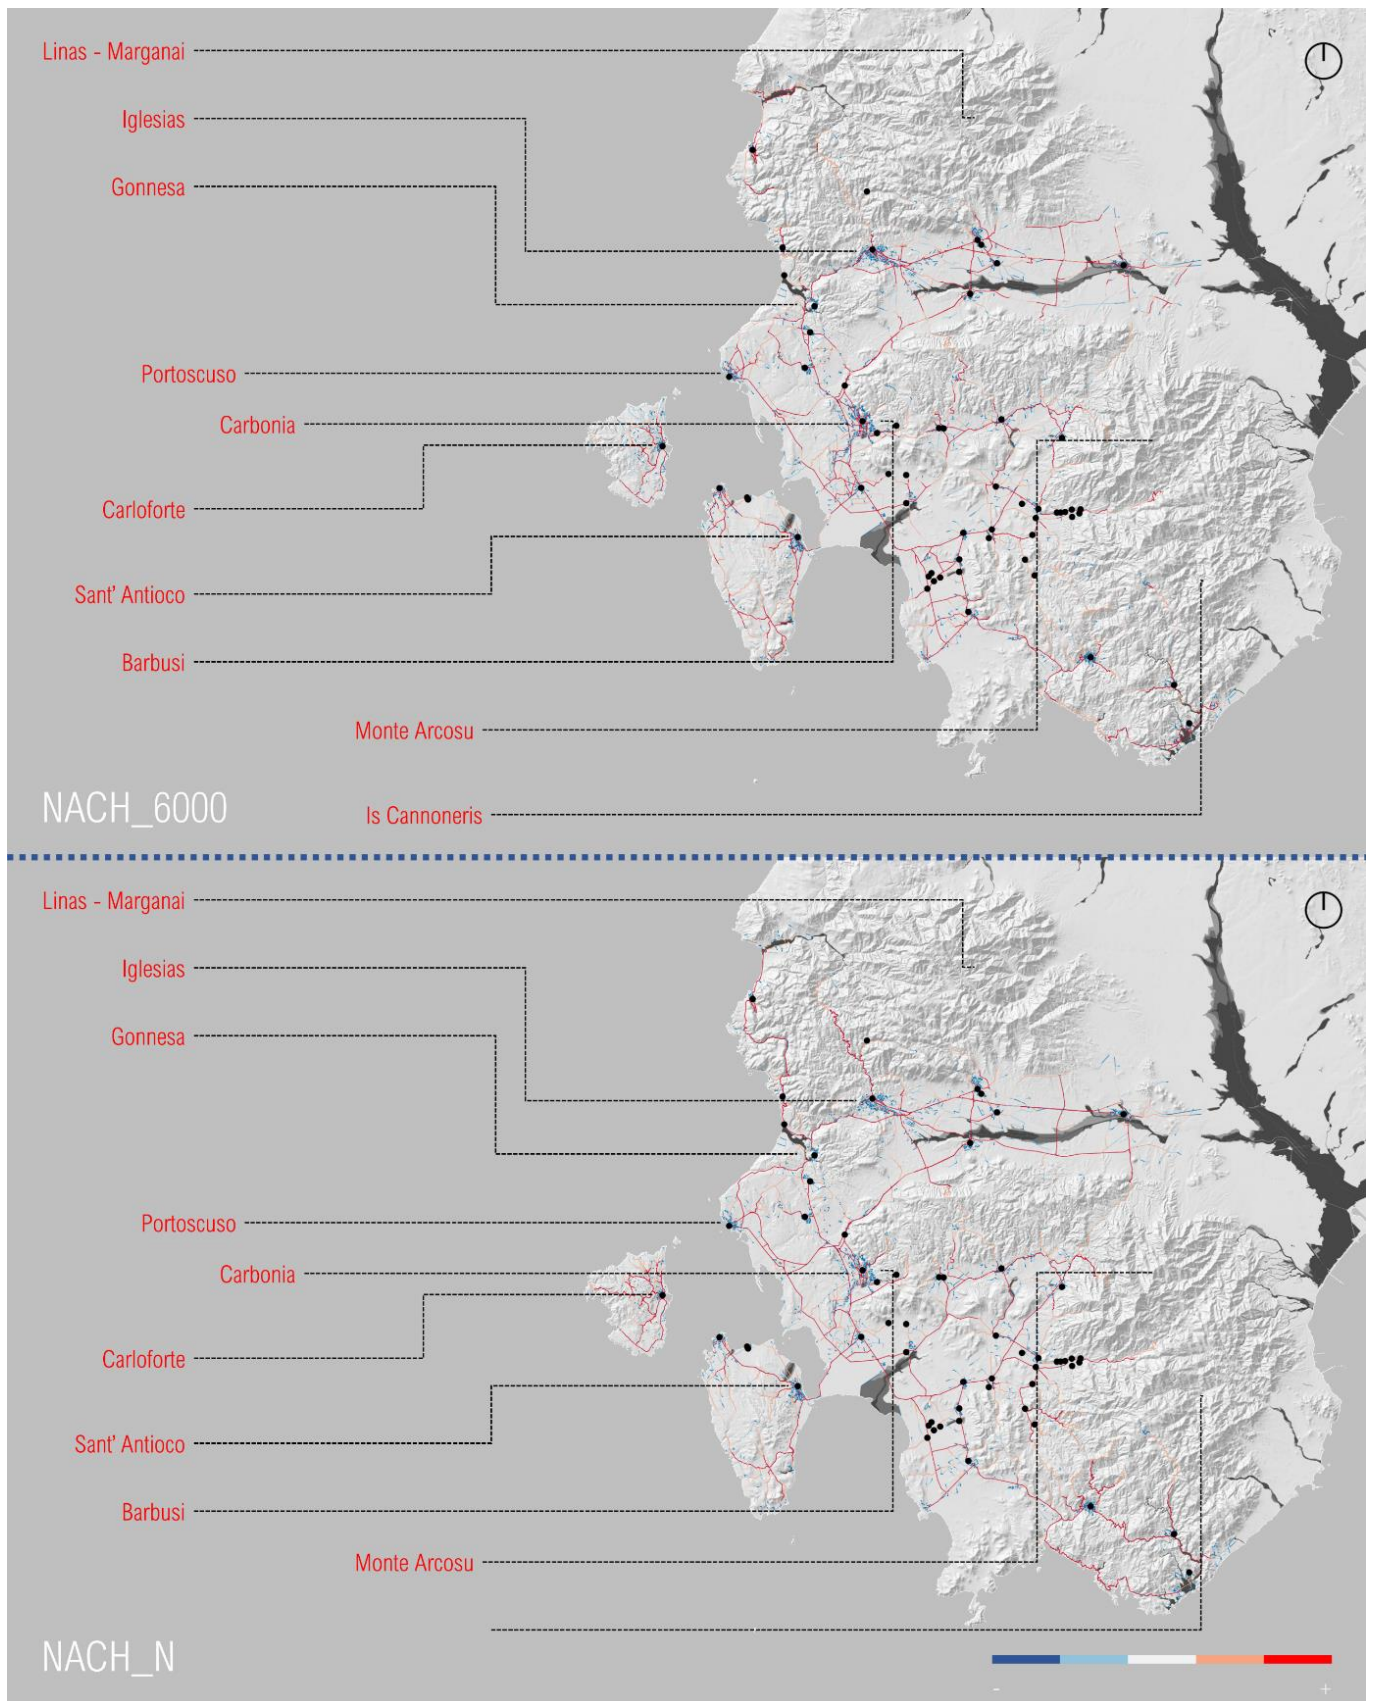 Linas - Marganai
Iglesias
Gonnesa
Portoscuso
Carbonia
Carloforte
Sant' Antioco
Barbusi
Monte Arcosu
NACH_6000
Is Cannoneris
Linas - Marganai
Iglesias
Gonnesa
Portoscuso
Carbonia
Carloforte
Sant' Antioco
Barbusi
Monte Arcosu
NACH_N
- +